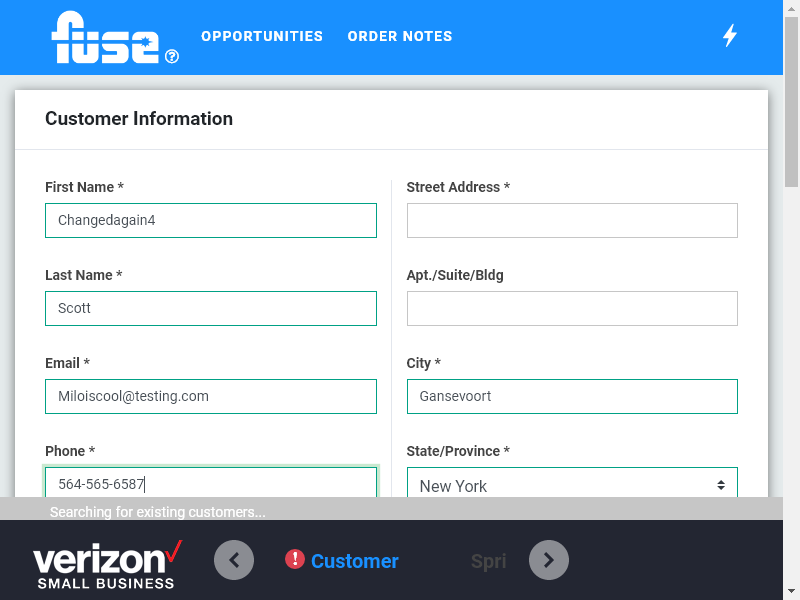 fuse
OPPORTUNITIES
ORDER NOTES
Customer Information
First Name *
Changedagain4
Last Name *
Scott
Email *
Miloiscool@testing.com
Phone *
564-565-6587
Street Address *
Apt./Suite/Bldg
City *
Gansevoort
State/Province *
New York
Searching for existing customers...
verizon
SMALL BUSINESS
Customer
Spri